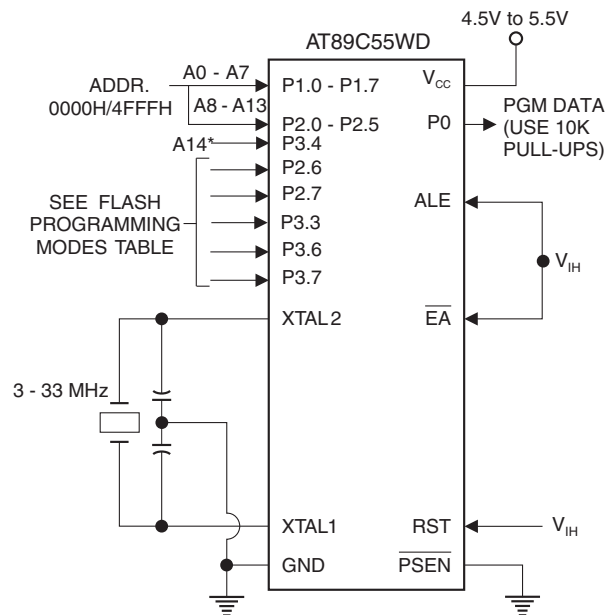 4.5V to 5.5V
AT89C55WD
ADDR.
0000H/4FFFH
A0 - A7
A8 - A13
A14*
SEE FLASH
PROGRAMMING
MODES TABLE
3 - 33 MHz
P1.0 - P1.7
P2.0 - P2.5
P3.4
P2.6
P2.7
P3.3
P3.6
P3.7
XTAL2
XTAL1
GND
VCC
P0
ALE
EA
RST
PSEN
PGM DATA
(USE 10K
PULL-UPS)
VIH
VIH